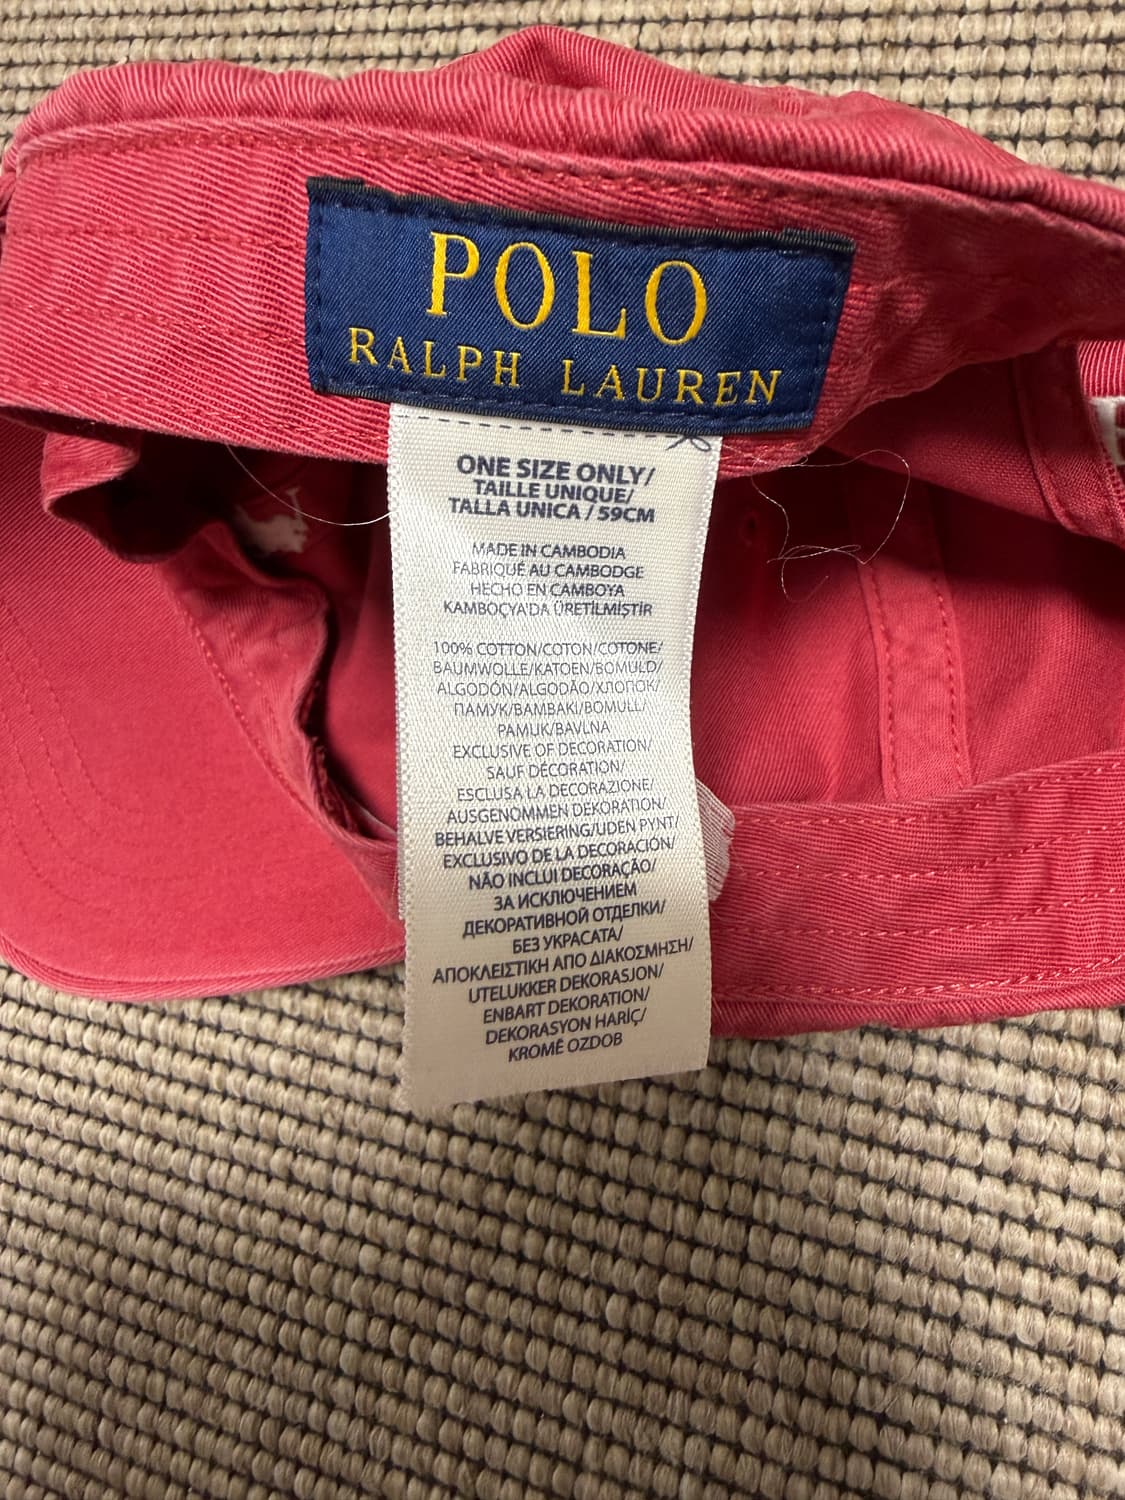 POLO
RALPH LAUREN
ONE SIZE ONLY/
TAILLE UNIQUE/
TALLA UNICA / 59CM
MADE IN CAMBODIA
FABRIQUÉ AU CAMBODGE
HECHO EN CAMBOYA
KAMBOÇYA'DA ÜRETİLMİŞTİR
100% COTTON/COTON/COTONE/
BAUMWOLLE/KATOEN/BOMULD/
ALGODÓN/ALGODÃO/ХЛОПОК/
ПАМУК/ΒΑΜΒΑΚΙ/BOMULL/
PAMUK/BAVLNA
EXCLUSIVE OF DECORATION/
SAUF DÉCORATION/
ESCLUSA LA DECORAZIONE/
AUSGENOMMEN DEKORATION/
BEHALVE VERSIERING/UDEN PYNT/
EXCLUSIVO DE LA DECORACIÓN/
NÃO INCLUI DECORAÇÃO/
ЗА ИСКЛЮЧЕНИЕМ
ДЕКОРАТИВНОЙ ОТДЕЛКИ/
БЕЗ УКРАСАТА/
ΑΠΟΚΛΕΙΣΤΙΚΗ ΑΠΟ ΔΙΑΚΟΣΜΗΣΗ/
UTELUKKER DEKORASJON/
ENBART DEKORATION/
DEKORASYON HARİÇ/
KROMĚ OZDOB